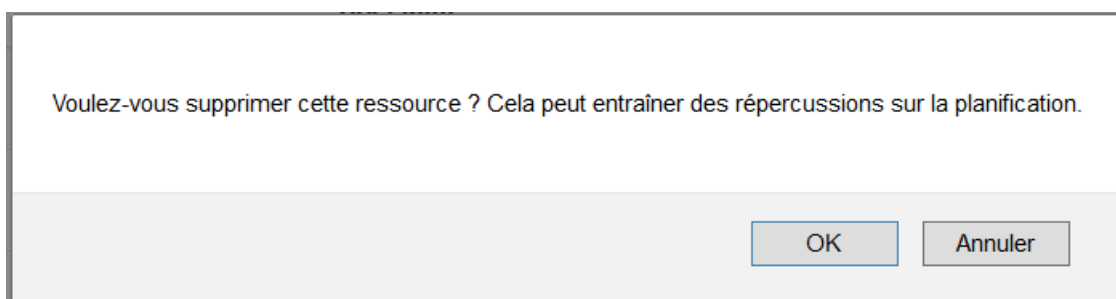 Voulez-vous supprimer cette ressource ? Cela peut entraîner des répercussions sur la planification.
OK
Annuler